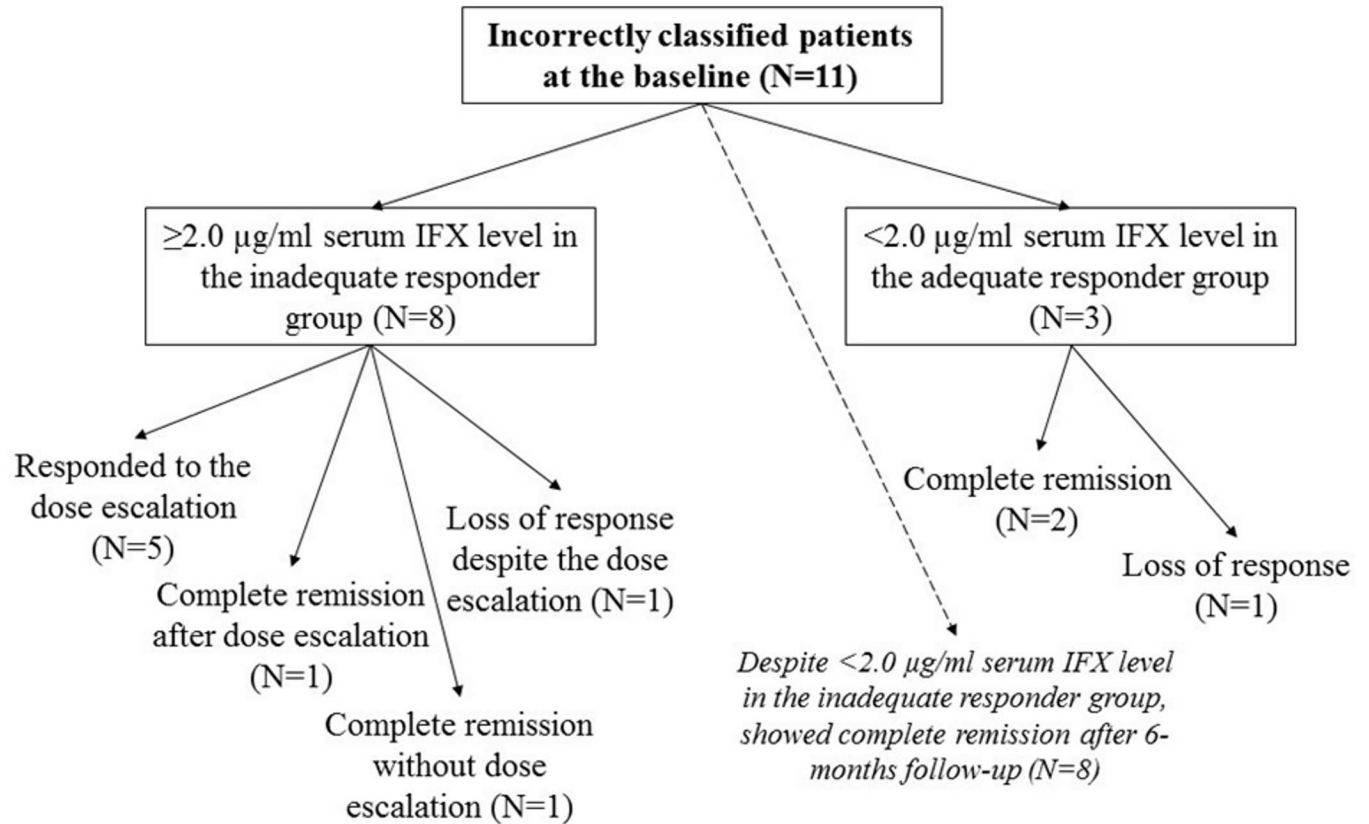 Incorrectly classified patients
at the baseline (N=11)
≥2.0 µg/ml serum IFX level in
the inadequate responder
group (N=8)
<2.0 µg/ml serum IFX level in
the adequate responder group
(N=3)
Responded to the
dose escalation
(N=5)
Complete remission
after dose escalation
(N=1)
Complete remission
without dose
escalation (N=1)
Loss of response
despite the dose
escalation (N=1)
Complete remission
(N=2)
Loss of response
(N=1)
Despite <2.0 µg/ml serum IFX level
in the inadequate responder group,
showed complete remission after 6-
months follow-up (N=8)